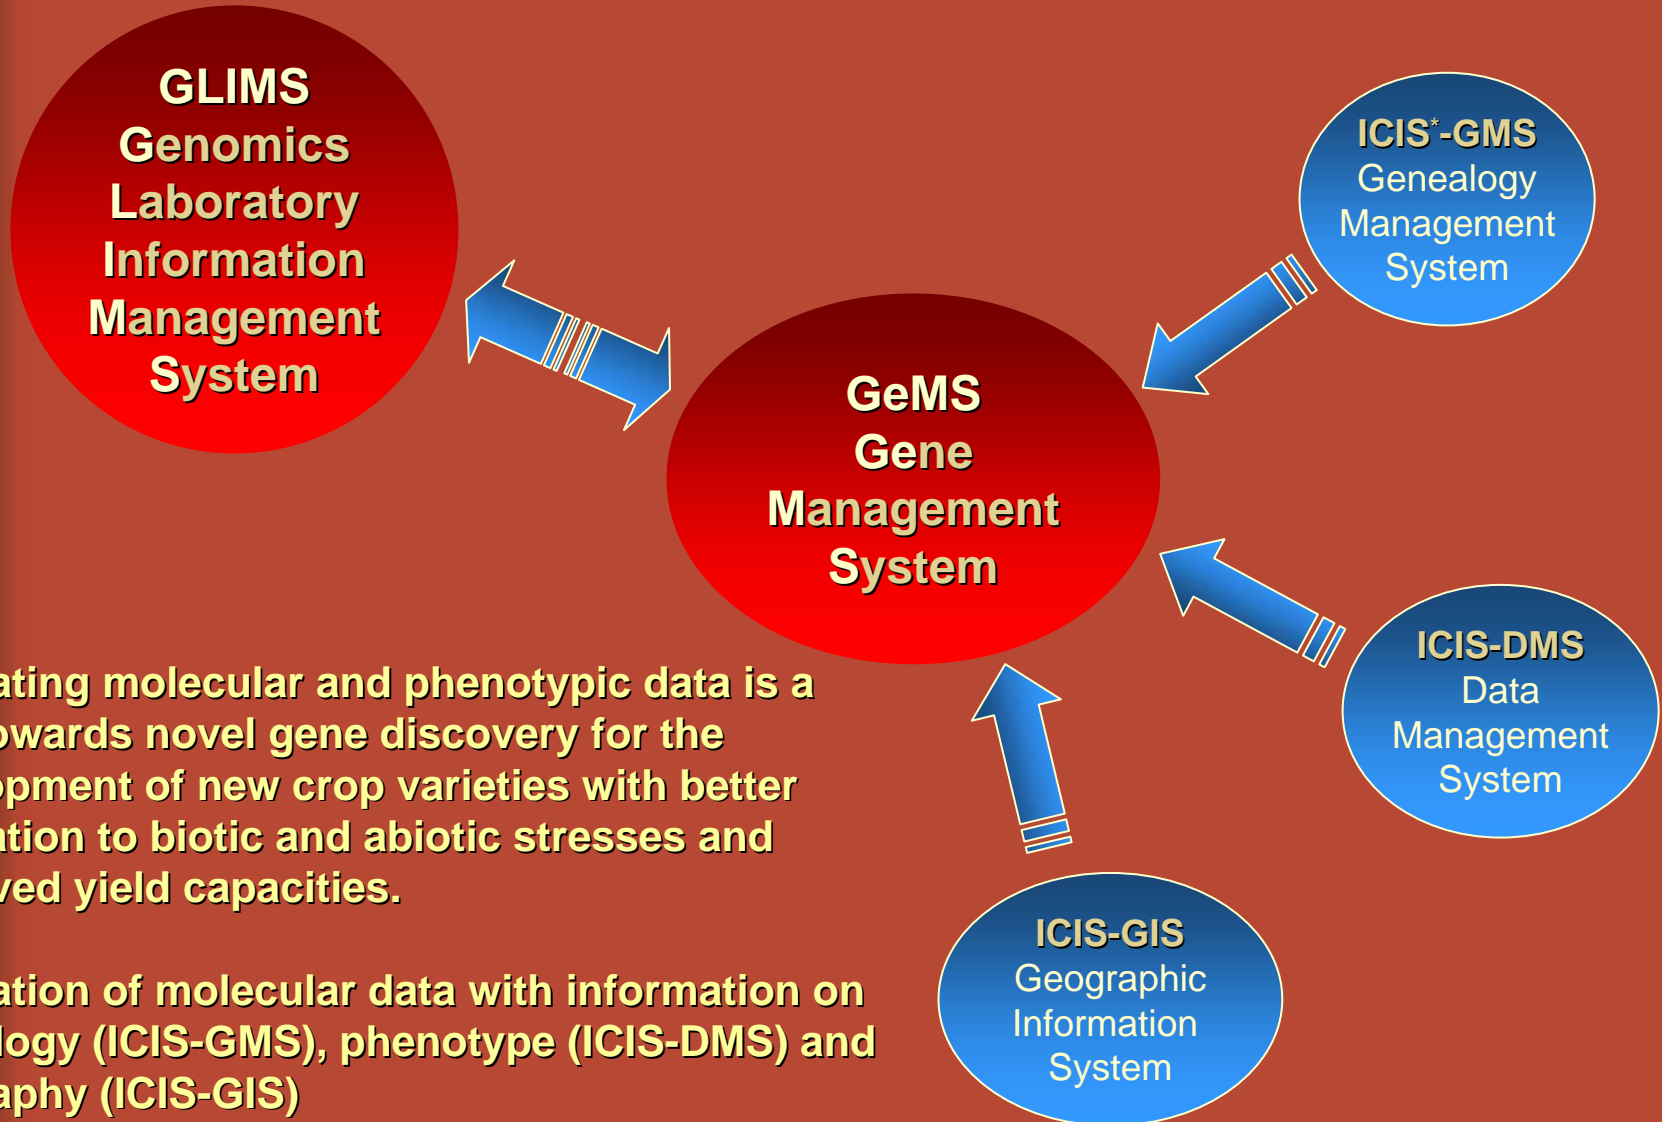 GLIMS
Genomics
Laboratory
Information
Management
System
ICIS*-GMS
Genealogy
Management
System
GeMS
Gene
Management
System
ICIS-DMS
Data
Management
System
ating molecular and phenotypic data is a
owards novel gene discovery for the
opment of new crop varieties with better
ation to biotic and abiotic stresses and
ved yield capacities.
ation of molecular data with information on
logy (ICIS-GMS), phenotype (ICIS-DMS) and
aphy (ICIS-GIS)
ICIS-GIS
Geographic
Information
System